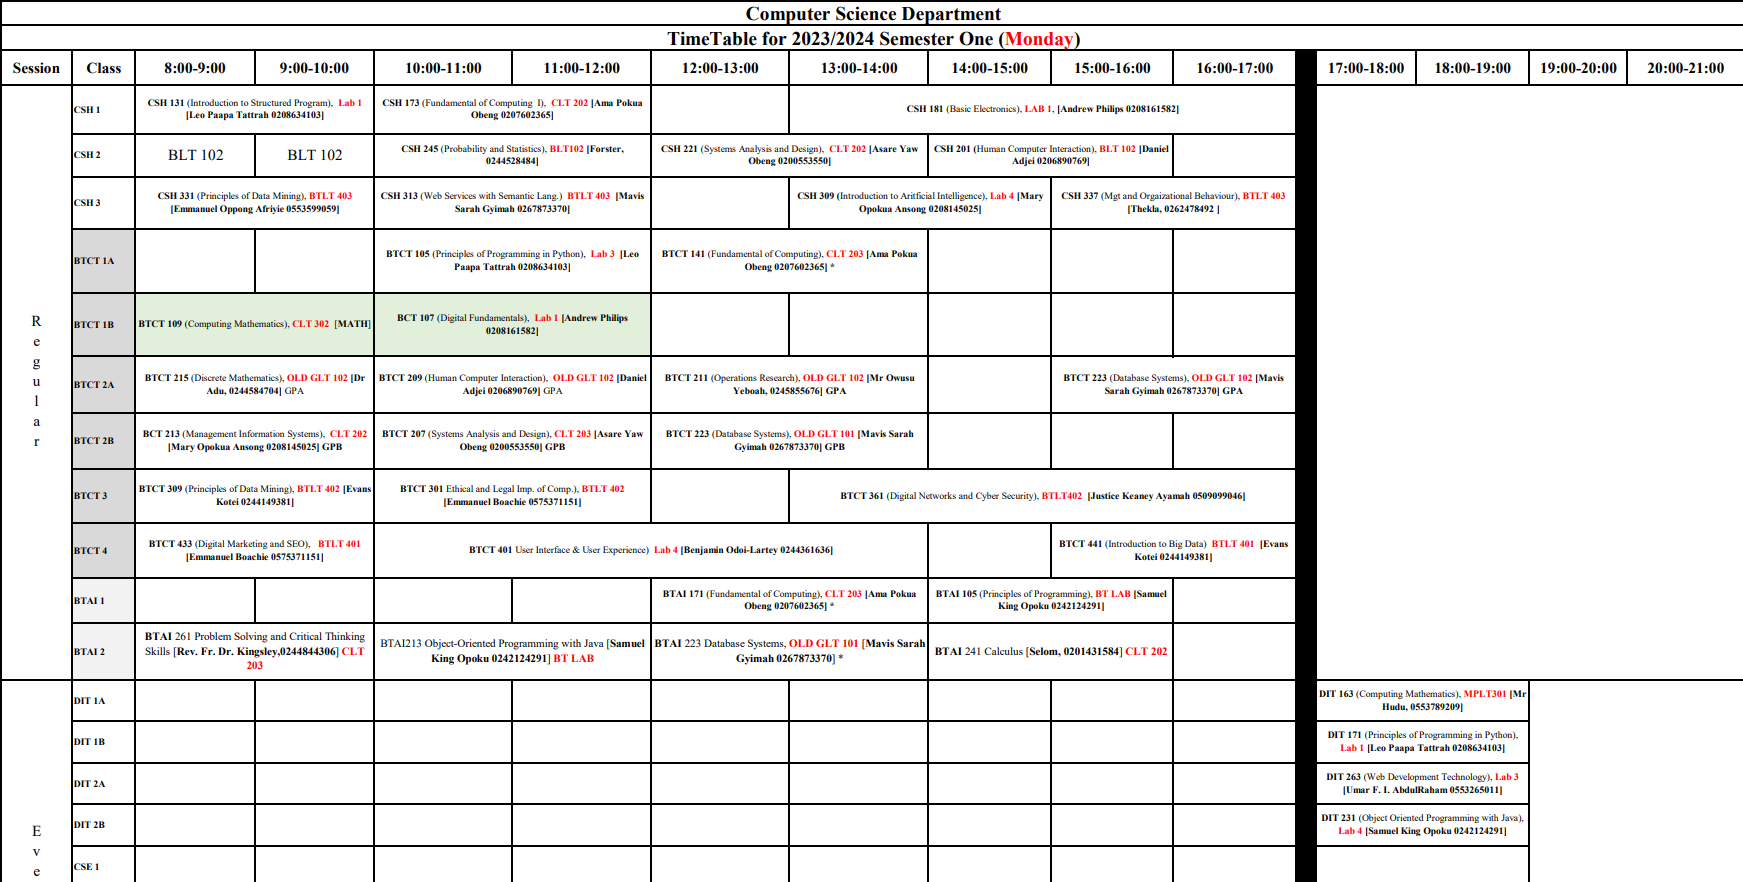 Computer Science Department
TimeTable for 2023/2024 Semester One (Monday)
Session Class 8:00-9:00 9:00-10:00 10:00-11:00 11:00-12:00 12:00-13:00 13:00-14:00 14:00-15:00 15:00-16:00 16:00-17:00 17:00-18:00 18:00-19:00 19:00-20:00 20:00-21:00
Regular
CSH 1
CSH 131 (Introduction to Structured Program), Lab 1
[Leo Paapa Tattrah 0208634103]
CSH 173 (Fundamental of Computing I), CLT 202 [Ama Pokua
Obeng 0207602365]
CSH 181 (Basic Electronics), LAB 1, [Andrew Philips 0208161582]
CSH 2
BLT 102
BLT 102
CSH 245 (Probability and Statistics), BLT102 [Forster,
0244528484]
CSH 221 (Systems Analysis and Design), CLT 202 [Asare Yaw
Obeng 0200553550]
CSH 201 (Human Computer Interaction), BLT 102 [Daniel
Adjei 0206890769]
CSH 3
CSH 331 (Principles of Data Mining), BTLT 403
[Emmanuel Oppong Afriyie 0553599059]
CSH 313 (Web Services with Semantic Lang.) BTLT 403 [Mavis
Sarah Gyimah 0267873370]
CSH 309 (Introduction to Aritficial Intelligence), Lab 4 [Mary
Opokua Ansong 0208145025]
CSH 337 (Mgt and Orgaizational Behaviour), BTLT 403
[Thekla, 0262478492 ]
BTCT 1A
BTCT 105 (Principles of Programming in Python), Lab 3 [Leo
Paapa Tattrah 0208634103]
BTCT 141 (Fundamental of Computing), CLT 203 [Ama Pokua
Obeng 0207602365] *
BTCT 1B
BTCT 109 (Computing Mathematics), CLT 302 [MATH]
BCT 107 (Digital Fundamentals), Lab 1 [Andrew Philips
0208161582]
BTCT 2A
BTCT 215 (Discrete Mathematics), OLD GLT 102 [Dr
Adu, 0244584704] GPA
BTCT 209 (Human Computer Interaction), OLD GLT 102 [Daniel
Adjei 0206890769] GPA
BTCT 211 (Operations Research), OLD GLT 102 [Mr Owusu
Yeboah, 0245855676] GPA
BTCT 223 (Database Systems), OLD GLT 102 [Mavis
Sarah Gyimah 0267873370] GPA
BTCT 2B
BCT 213 (Management Information Systems), CLT 202
[Mary Opokua Ansong 0208145025] GPB
BTCT 207 (Systems Analysis and Design), CLT 203 [Asare Yaw
Obeng 0200553550] GPB
BTCT 223 (Database Systems), OLD GLT 101 [Mavis Sarah
Gyimah 0267873370] GPB
BTCT 3
BTCT 309 (Principles of Data Mining), BTLT 402 [Evans
Kotei 0244149381]
BTCT 301 Ethical and Legal Imp. of Comp.), BTLT 402
[Emmanuel Boachie 0575371151]
BTCT 361 (Digital Networks and Cyber Security), BTLT402 [Justice Keaney Ayamah 0509099046]
BTCT 4
BTCT 433 (Digital Marketing and SEO), BTLT 401
[Emmanuel Boachie 0575371151]
BTCT 401 User Interface & User Experience) Lab 4 [Benjamin Odoi-Lartey 0244361636]
BTCT 441 (Introduction to Big Data) BTLT 401 [Evans
Kotei 0244149381]
BTAI 1
BTAI 171 (Fundamental of Computing), CLT 203 [Ama Pokua
Obeng 0207602365] *
BTAI 105 (Principles of Programming), BT LAB [Samuel
King Opoku 0242124291]
BTAI 2
BTAI 261 Problem Solving and Critical Thinking
Skills [Rev. Fr. Dr. Kingsley,0244844306] CLT
203
BTAI213 Object-Oriented Programming with Java [Samuel
King Opoku 0242124291] BT LAB
BTAI 223 Database Systems, OLD GLT 101 [Mavis Sarah
Gyimah 0267873370] *
BTAI 241 Calculus [Selom, 0201431584] CLT 202
Eve
DIT 1A
DIT 163 (Computing Mathematics), MPLT301 [Mr
Hudu, 0553789209]
DIT 1B
DIT 171 (Principles of Programming in Python),
Lab 1 [Leo Paapa Tattrah 0208634103]
DIT 2A
DIT 263 (Web Development Technology), Lab 3
[Umar F. I. AbdulRaham 0553265011]
DIT 2B
DIT 231 (Object Oriented Programming with Java),
Lab 4 [Samuel King Opoku 0242124291]
CSE 1